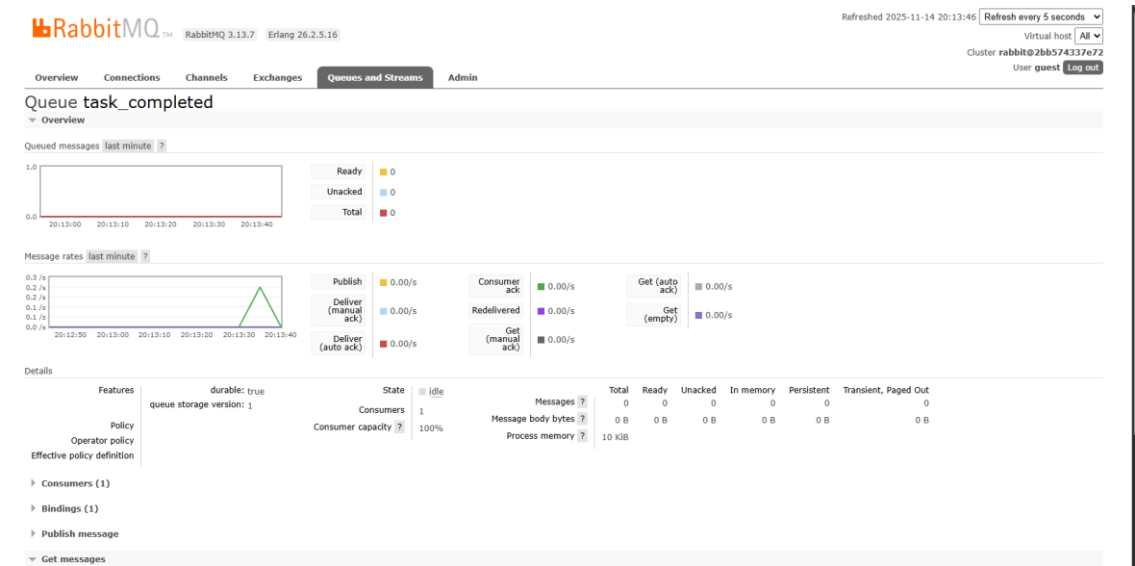 Refreshed 2025-11-14 20:13:46 Refresh every 5 seconds
RabbitMQ TM RabbitMQ 3.13.7 Erlang 26.2.5.16
Virtual host All
Cluster rabbit@2bb574337e72
User guest Log out
Overview Connections Channels Exchanges Queues and Streams Admin
Queue task_completed
Overview
Queued messages last minute ?
1.0
0.0
20:13:00 20:13:10 20:13:20 20:13:30 20:13:40
Ready 0
Unacked 0
Total 0
Message rates last minute ?
0.3 /s
0.2 /s
0.2 /s
0.1 /s
0.1 /s
0.0 /s
20:12:50 20:13:00 20:13:10 20:13:20 20:13:30 20:13:40
Publish 0.00/s
Deliver (manual ack) 0.00/s
Deliver (auto ack) 0.00/s
Consumer ack 0.00/s
Redelivered 0.00/s
Get (manual ack) 0.00/s
Get (auto ack) 0.00/s
Get (empty) 0.00/s
Details
Features durable: true
queue storage version: 1
Policy
Operator policy
Effective policy definition
State idle
Consumers 1
Consumer capacity ? 100%
Total Ready Unacked In memory Persistent Transient, Paged Out
Messages ? 0 0 0 0 0 0
Message body bytes ? 0 B 0 B 0 B 0 B 0 B 0 B
Process memory ? 10 KiB
Consumers (1)
Bindings (1)
Publish message
Get messages